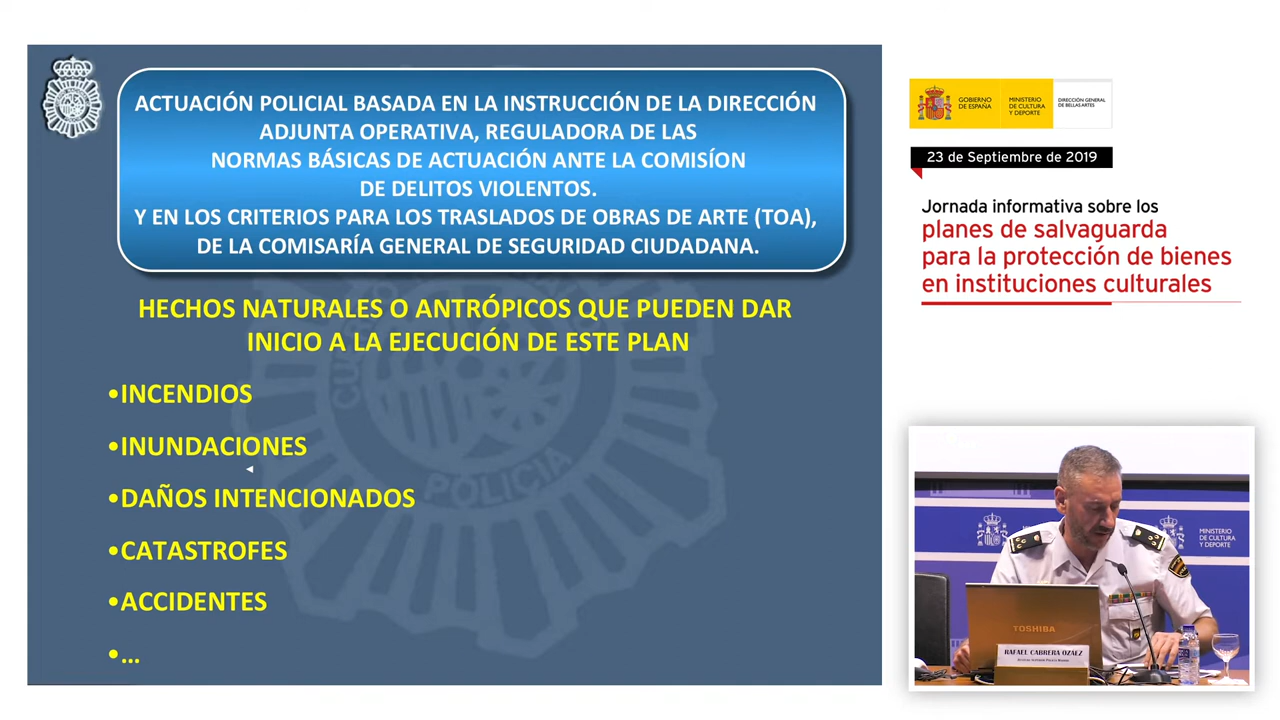 ACTUACIÓN POLICIAL BASADA EN LA INSTRUCCIÓN DE LA DIRECCIÓN
ADJUNTA OPERATIVA, REGULADORA DE LAS
NORMAS BÁSICAS DE ACTUACIÓN ANTE LA COMISÍON
DE DELITOS VIOLENTOS.
Y EN LOS CRITERIOS PARA LOS TRASLADOS DE OBRAS DE ARTE (TOA),
DE LA COMISARÍA GENERAL DE SEGURIDAD CIUDADANA.
HECHOS NATURALES O ANTRÓPICOS QUE PUEDEN DAR
INICIO A LA EJECUCIÓN DE ESTE PLAN
•INCENDIOS
•INUNDACIONES
•DAÑOS INTENCIONADOS
•CATASTROFES
•ACCIDENTES
•...
POLICIA
GOBIERNO
DE ESPAÑA
MINISTERIO
DE CULTURA
Y DEPORTE
DIRECCIÓN GENERAL
DE BELLAS ARTES
23 de Septiembre de 2019
Jornada informativa sobre los
planes de salvaguarda
para la protección de bienes
en instituciones culturales
MINISTERIO
DE CULTURA
Y DEPORTE
TOSHIBA
RAFAEL CABRERA OZAEZ